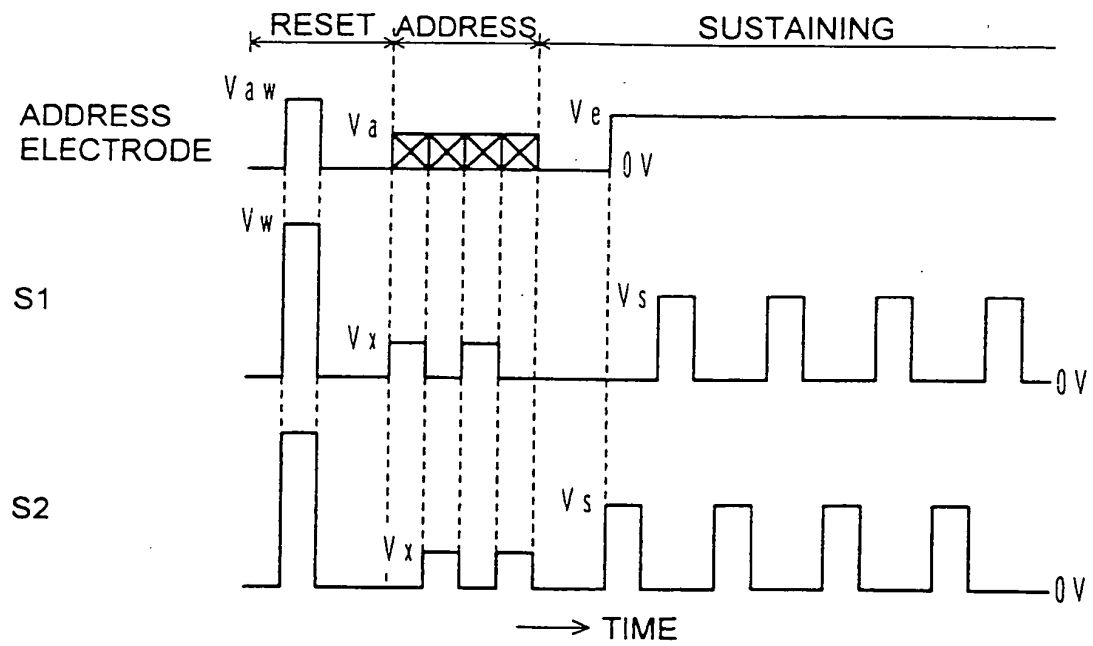 RESET ADDRESS SUSTAINING
Vaw
ADDRESS
ELECTRODE
Va
Ve
0V
Vw
S1
Vs
Vx
0V
S2
Vs
Vx
0V
TIME